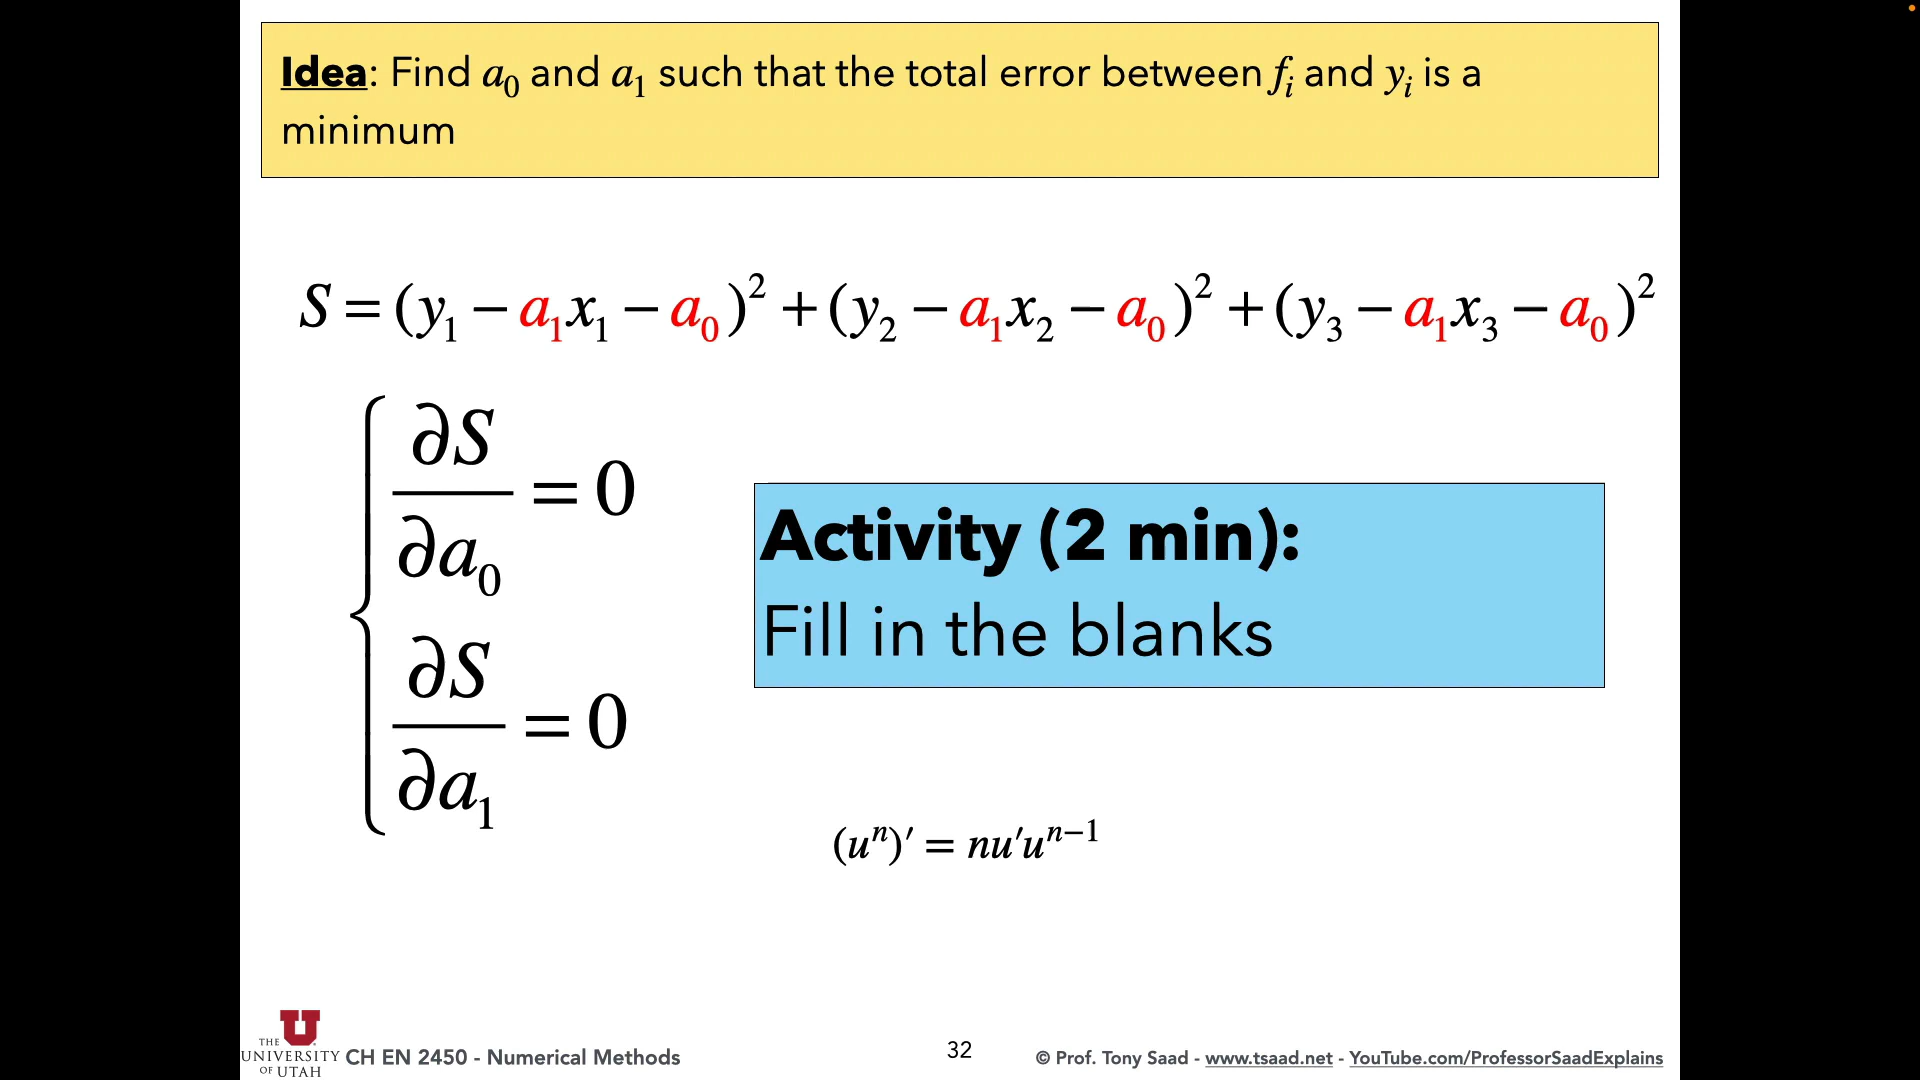 Idea: Find a₀ and a₁ such that the total error between fᵢ and yᵢ is a
minimum
S = (y₁ − a₁x₁ − a₀)² + (y₂ − a₁x₂ − a₀)² + (y₃ − a₁x₃ − a₀)²
∂S/∂a₀ = 0
∂S/∂a₁ = 0
Activity (2 min):
Fill in the blanks
(uⁿ)′ = nu′uⁿ⁻¹
THE
UNIVERSITY
OF UTAH
CH EN 2450 - Numerical Methods
32
© Prof. Tony Saad - www.tsaad.net - YouTube.com/ProfessorSaadExplains